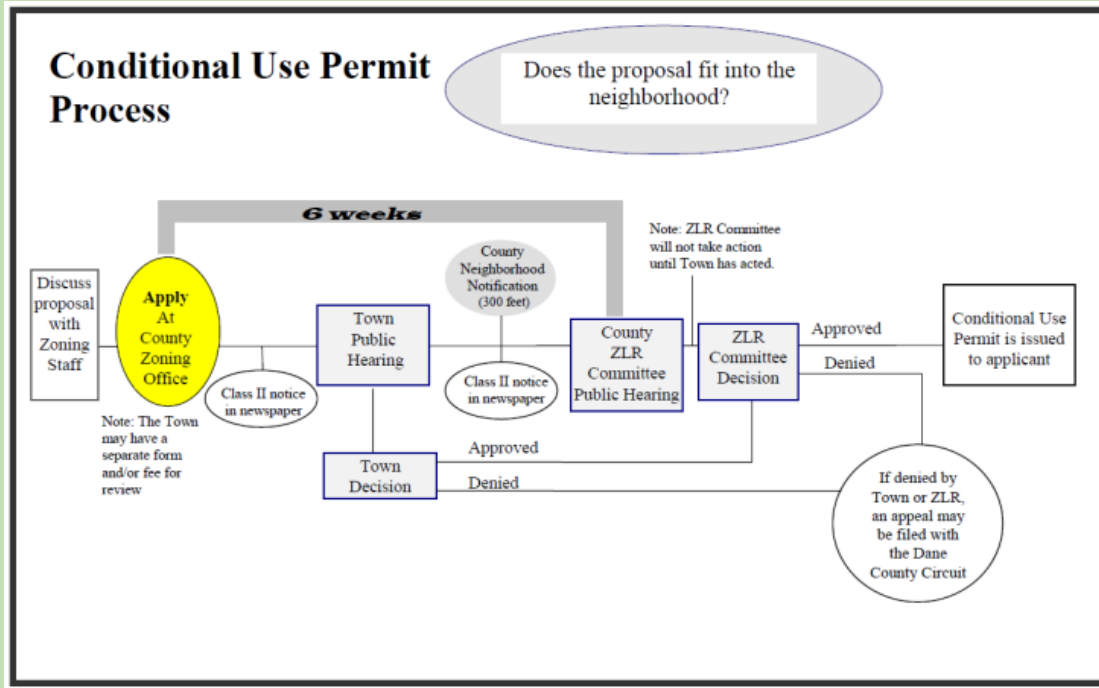 Conditional Use Permit
Process
Does the proposal fit into the
neighborhood?
6 weeks
Discuss
proposal
with
Zoning
Staff
Apply
At
County
Zoning
Office
Note: The Town
may have a
separate form
and/or fee for
review
Class II notice
in newspaper
Town
Public
Hearing
Town
Decision
Approved
Denied
County
Neighborhood
Notification
(300 feet)
Class II notice
in newspaper
County
ZLR
Committee
Public Hearing
Note: ZLR Committee
will not take action
until Town has acted.
ZLR
Committee
Decision
Approved
Denied
Conditional Use
Permit is issued
to applicant
If denied by
Town or ZLR,
an appeal may
be filed with
the Dane
County Circuit